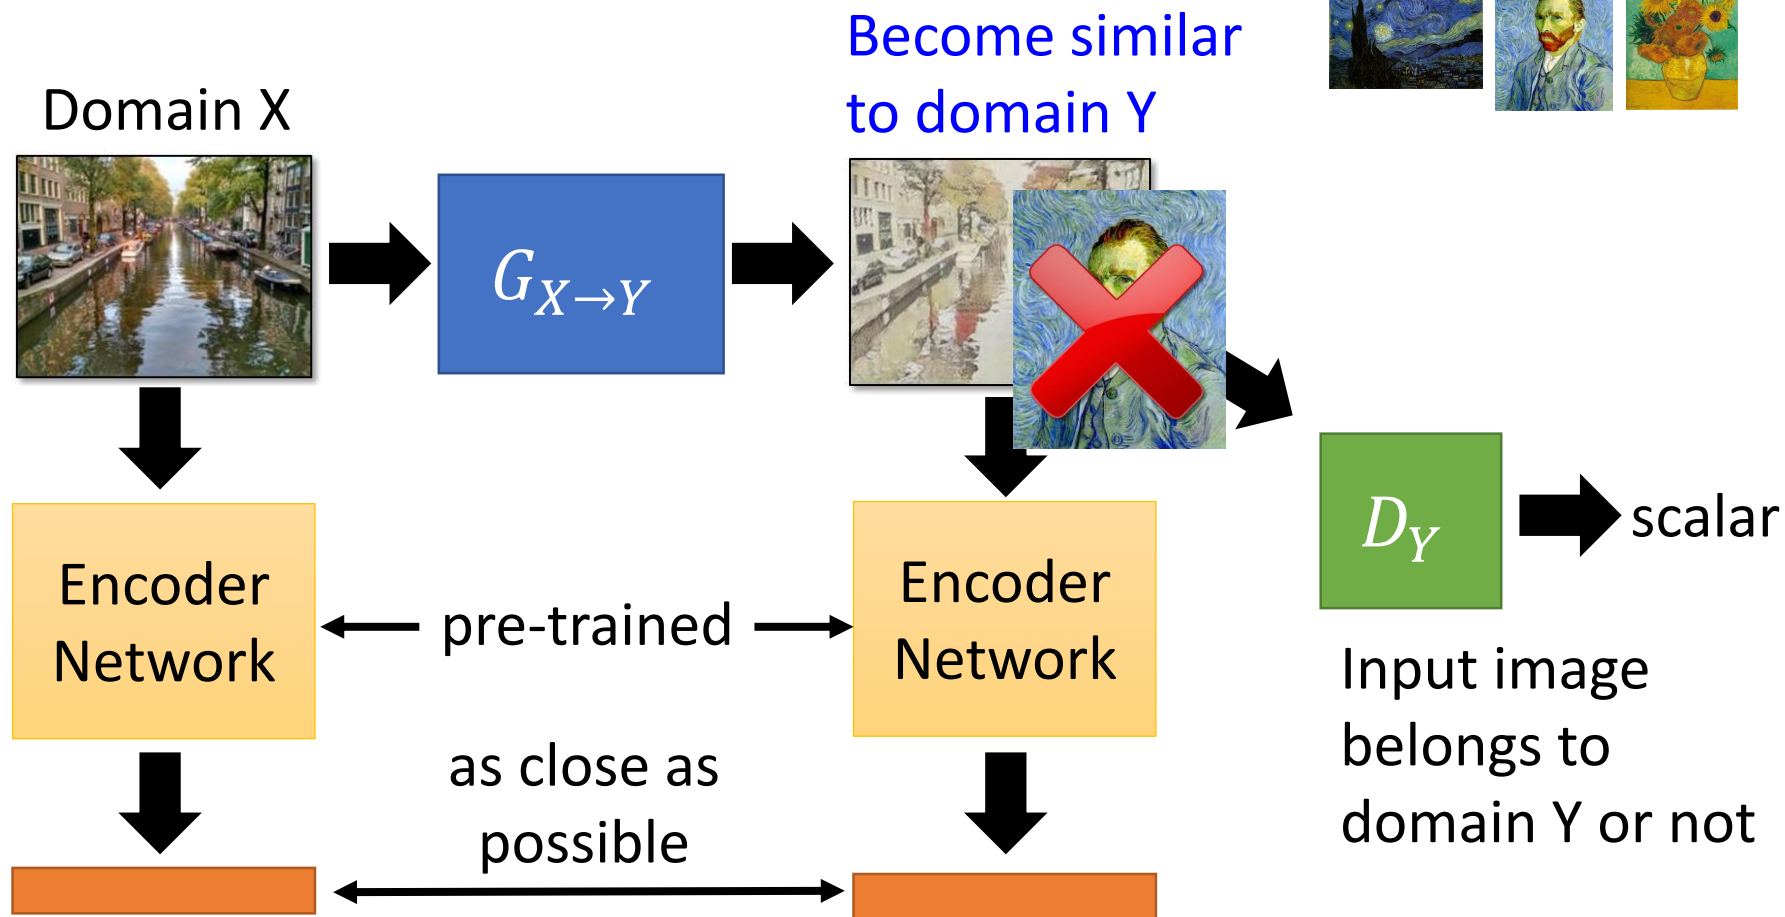 Become similar
to domain Y
Domain X
G_{X→Y}
Encoder
Network
pre-trained
Encoder
Network
D_Y
scalar
Input image
belongs to
domain Y or not
as close as
possible